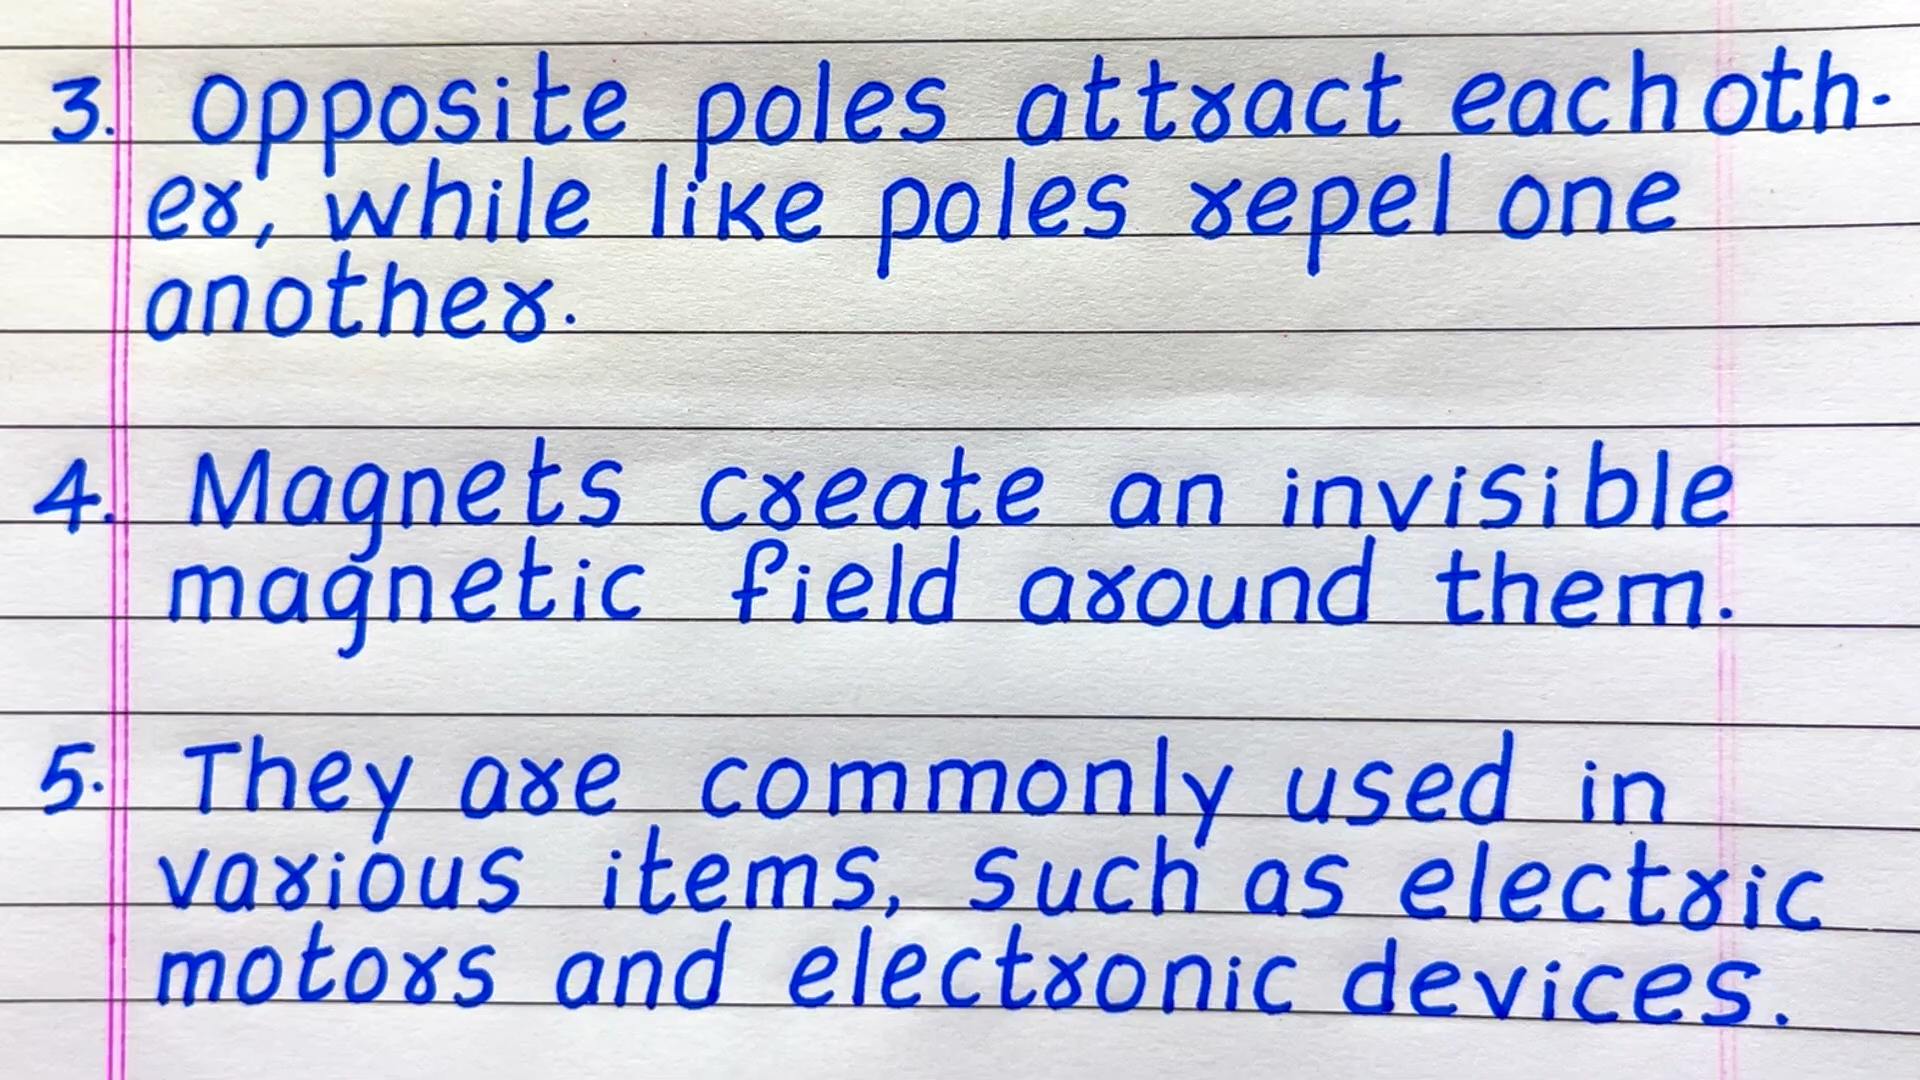 3. Opposite poles attract each oth-
er, while like poles repel one
another.
4. Magnets create an invisible
magnetic field around them.
5. They are commonly used in
various items, such as electric
motors and electronic devices.